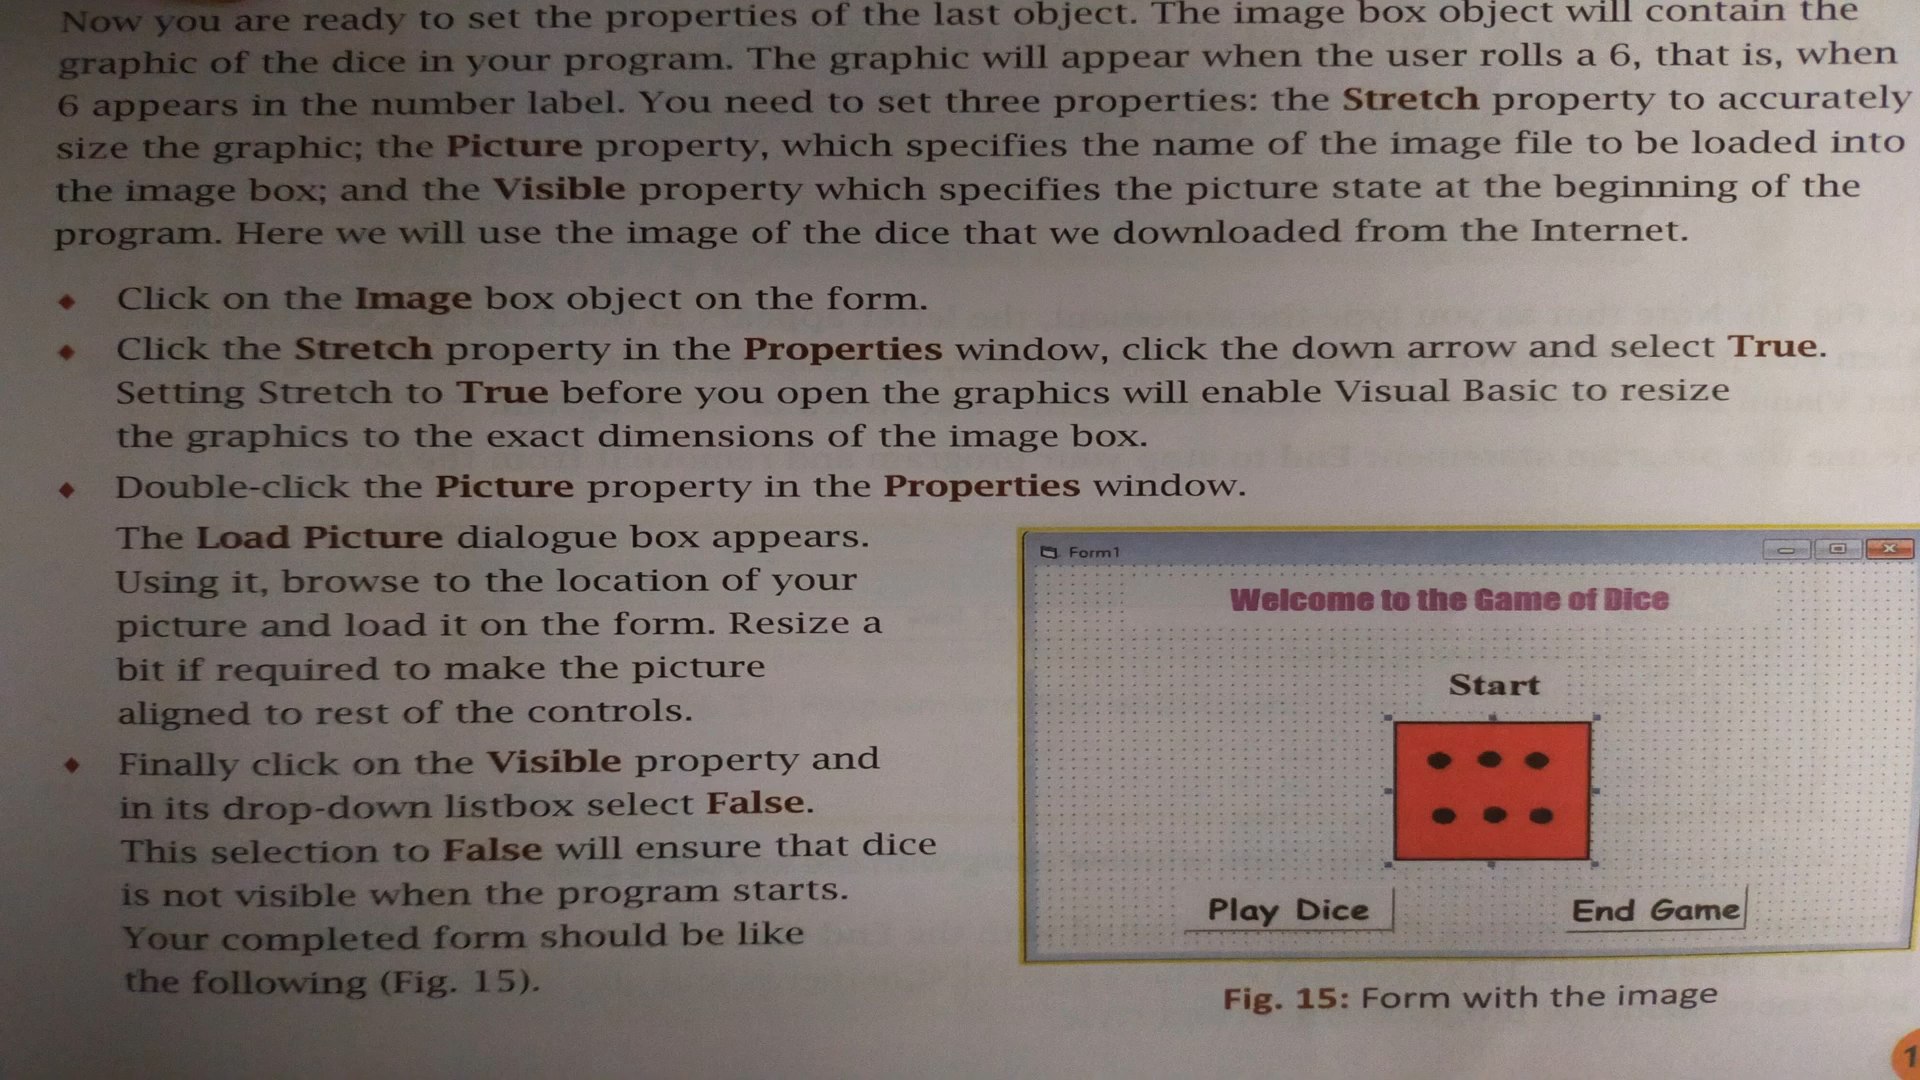 Now you are ready to set the properties of the last object. The image box object will contain the
graphic of the dice in your program. The graphic will appear when the user rolls a 6, that is, when
6 appears in the number label. You need to set three properties: the Stretch property to accurately
size the graphic; the Picture property, which specifies the name of the image file to be loaded into
the image box; and the Visible property which specifies the picture state at the beginning of the
program. Here we will use the image of the dice that we downloaded from the Internet.
◆ Click on the Image box object on the form.
◆ Click the Stretch property in the Properties window, click the down arrow and select True.
Setting Stretch to True before you open the graphics will enable Visual Basic to resize
the graphics to the exact dimensions of the image box.
◆ Double-click the Picture property in the Properties window.
The Load Picture dialogue box appears.
Using it, browse to the location of your
picture and load it on the form. Resize a
bit if required to make the picture
aligned to rest of the controls.
◆ Finally click on the Visible property and
in its drop-down listbox select False.
This selection to False will ensure that dice
is not visible when the program starts.
Your completed form should be like
the following (Fig. 15).
Form1
Welcome to the Game of Dice
Start
Play Dice
End Game
Fig. 15: Form with the image